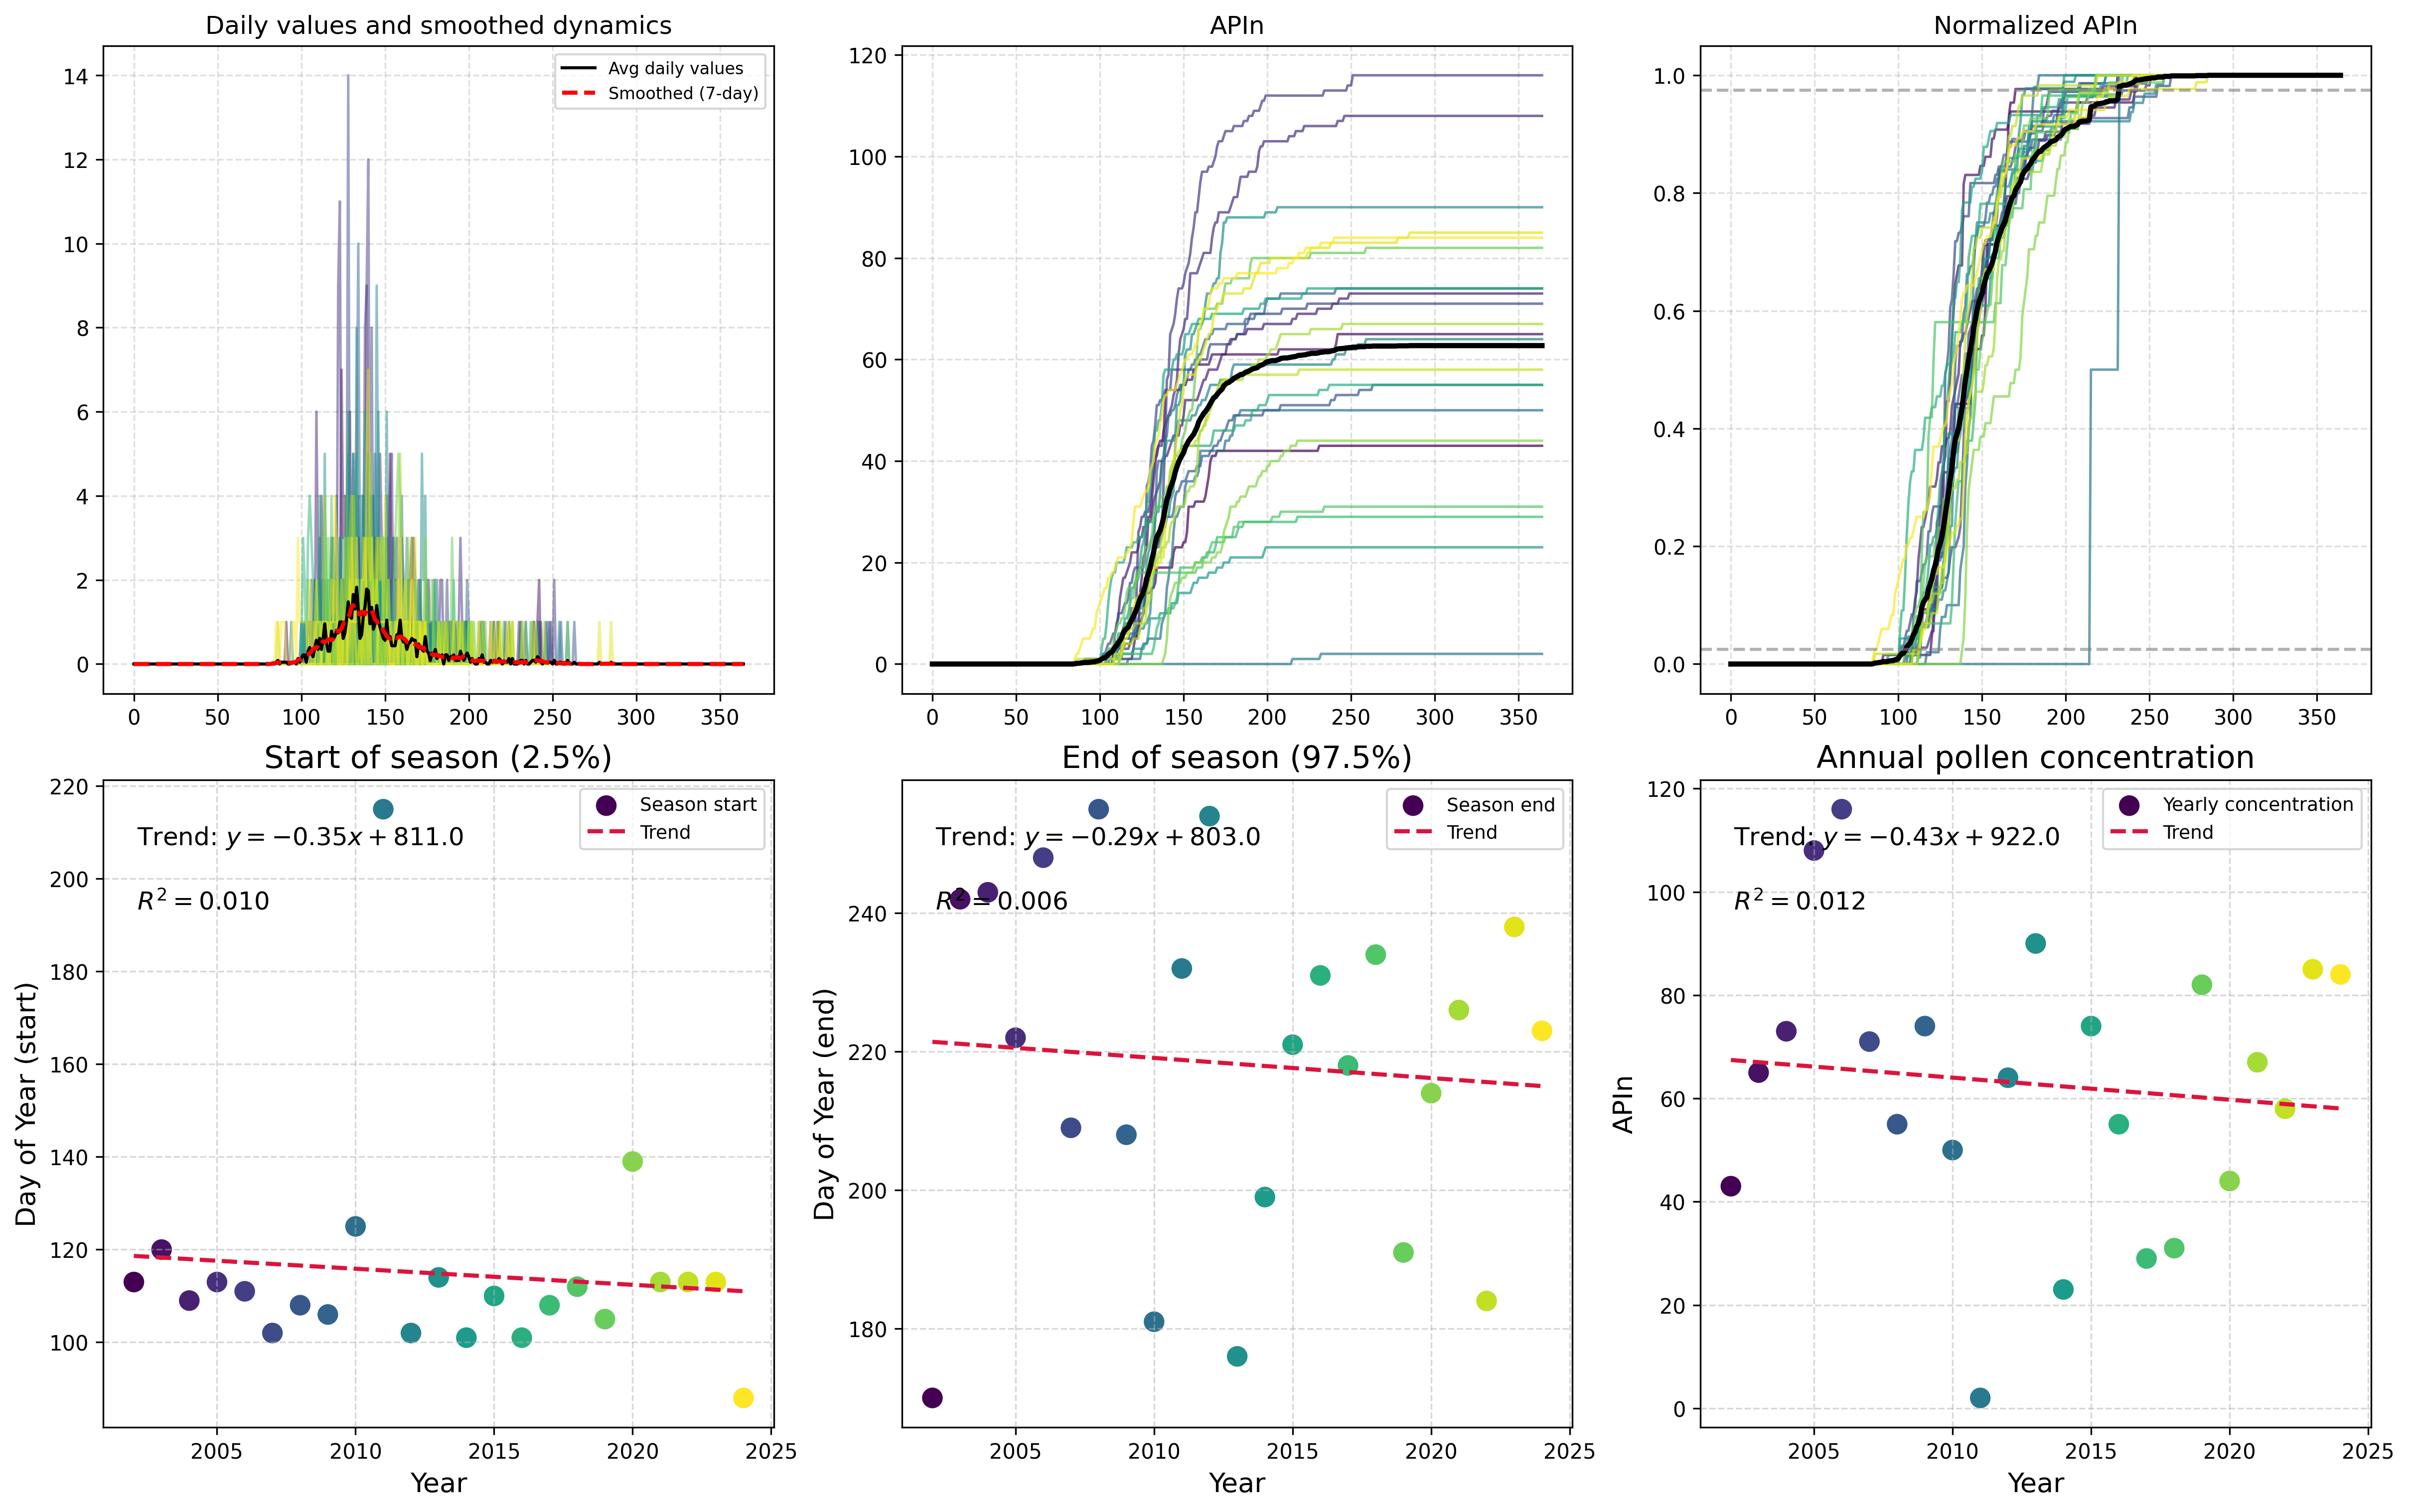 Daily values and smoothed dynamics
Avg daily values
Smoothed (7-day)
14
12
10
8
6
4
2
0
0 50 100 150 200 250 300 350
APIn
120
100
80
60
40
20
0
0 50 100 150 200 250 300 350
Normalized APIn
1.0
0.8
0.6
0.4
0.2
0.0
0 50 100 150 200 250 300 350
Start of season (2.5%)
Season start
Trend
Trend: y = −0.35x + 811.0
R² = 0.010
Day of Year (start)
220
200
180
160
140
120
100
2005 2010 2015 2020 2025
Year
End of season (97.5%)
Season end
Trend
Trend: y = −0.29x + 803.0
R² = 0.006
Day of Year (end)
240
220
200
180
2005 2010 2015 2020 2025
Year
Annual pollen concentration
Yearly concentration
Trend
Trend: y = −0.43x + 922.0
R² = 0.012
APIn
120
100
80
60
40
20
0
2005 2010 2015 2020 2025
Year